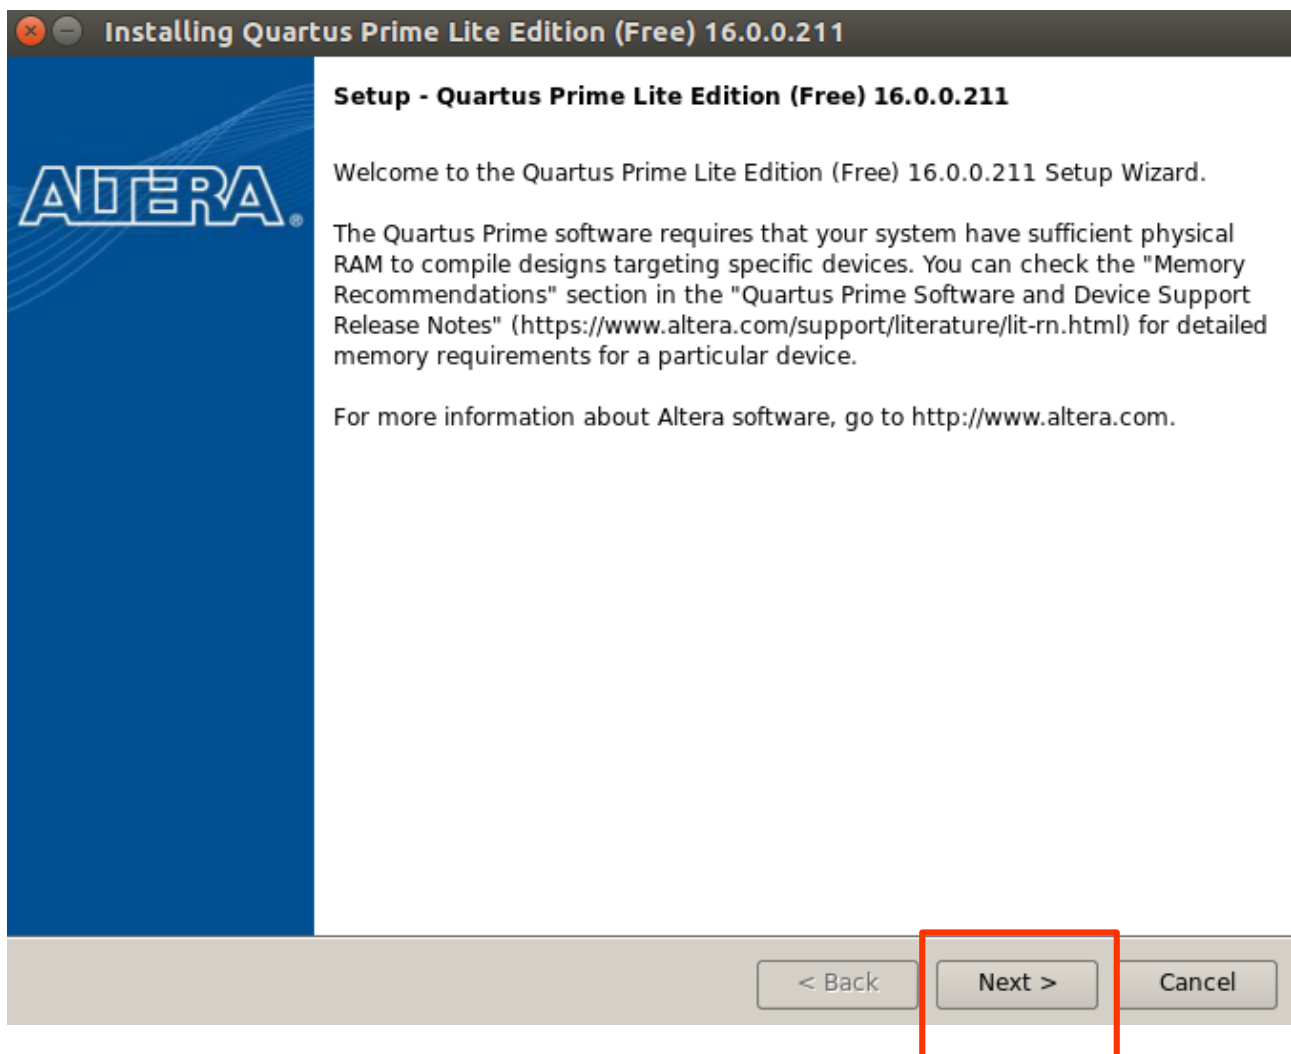 Installing Quartus Prime Lite Edition (Free) 16.0.0.211
ALTERA®
Setup - Quartus Prime Lite Edition (Free) 16.0.0.211
Welcome to the Quartus Prime Lite Edition (Free) 16.0.0.211 Setup Wizard.
The Quartus Prime software requires that your system have sufficient physical
RAM to compile designs targeting specific devices. You can check the "Memory
Recommendations" section in the "Quartus Prime Software and Device Support
Release Notes" (https://www.altera.com/support/literature/lit-rn.html) for detailed
memory requirements for a particular device.
For more information about Altera software, go to http://www.altera.com.
< Back
Next >
Cancel